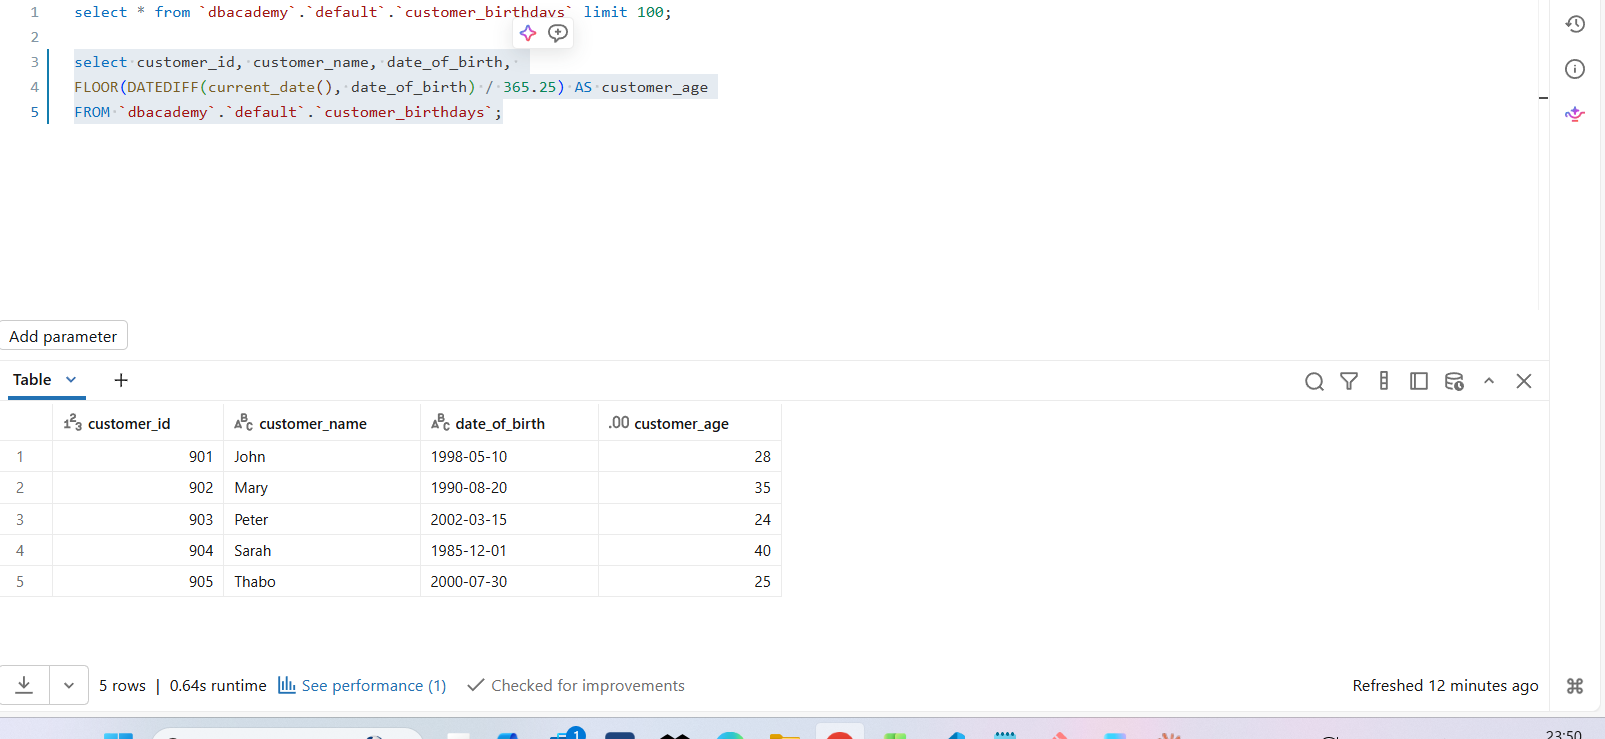 1 select * from `dbacademy`.`default`.`customer_birthdays` limit 100;
2
3 select customer_id, customer_name, date_of_birth,
4 FLOOR(DATEDIFF(current_date(), date_of_birth) / 365.25) AS customer_age
5 FROM `dbacademy`.`default`.`customer_birthdays`;
Add parameter
Table
customer_id customer_name date_of_birth .00 customer_age
1 901 John 1998-05-10 28
2 902 Mary 1990-08-20 35
3 903 Peter 2002-03-15 24
4 904 Sarah 1985-12-01 40
5 905 Thabo 2000-07-30 25
5 rows | 0.64s runtime See performance (1) Checked for improvements Refreshed 12 minutes ago
1 23:50